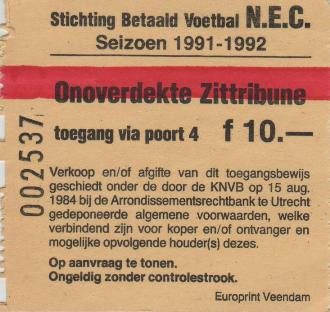 Stichting Betaald Voetbal N.E.C.
Seizoen 1991-1992
Onoverdekte Zittribune
toegang via poort 4 f 10.—
002537
Verkoop en/of afgifte van dit toegangsbewijs
geschiedt onder de door de KNVB op 15 aug.
1984 bij de Arrondissementsrechtbank te Utrecht
gedeponeerde algemene voorwaarden, welke
verbindend zijn voor koper en/of ontvanger en
mogelijke opvolgende houder(s) dezes.
Op aanvraag te tonen.
Ongeldig zonder controlestrook.
Europrint Veendam